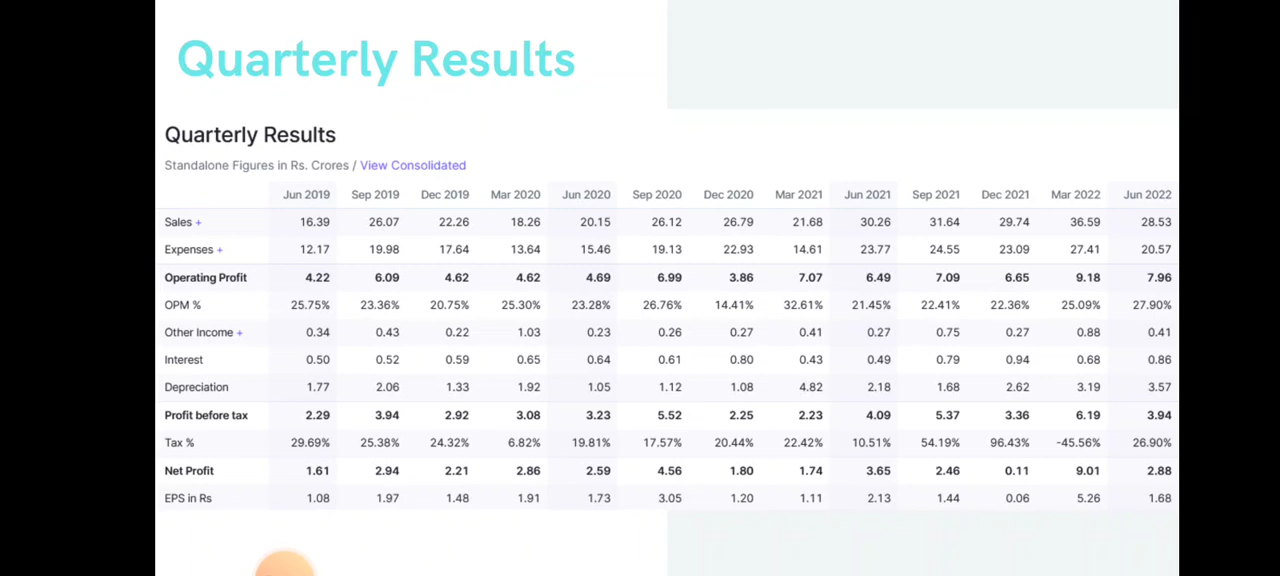 Quarterly Results
Quarterly Results
Standalone Figures in Rs. Crores / View Consolidated
Jun 2019 Sep 2019 Dec 2019 Mar 2020 Jun 2020 Sep 2020 Dec 2020 Mar 2021 Jun 2021 Sep 2021 Dec 2021 Mar 2022 Jun 2022
Sales + 16.39 26.07 22.26 18.26 20.15 26.12 26.79 21.68 30.26 31.64 29.74 36.59 28.53
Expenses + 12.17 19.98 17.64 13.64 15.46 19.13 22.93 14.61 23.77 24.55 23.09 27.41 20.57
Operating Profit 4.22 6.09 4.62 4.62 4.69 6.99 3.86 7.07 6.49 7.09 6.65 9.18 7.96
OPM % 25.75% 23.36% 20.75% 25.30% 23.28% 26.76% 14.41% 32.61% 21.45% 22.41% 22.36% 25.09% 27.90%
Other Income + 0.34 0.43 0.22 1.03 0.23 0.26 0.27 0.41 0.27 0.75 0.27 0.88 0.41
Interest 0.50 0.52 0.59 0.65 0.64 0.61 0.80 0.43 0.49 0.79 0.94 0.68 0.86
Depreciation 1.77 2.06 1.33 1.92 1.05 1.12 1.08 4.82 2.18 1.68 2.62 3.19 3.57
Profit before tax 2.29 3.94 2.92 3.08 3.23 5.52 2.25 2.23 4.09 5.37 3.36 6.19 3.94
Tax % 29.69% 25.38% 24.32% 6.82% 19.81% 17.57% 20.44% 22.42% 10.51% 54.19% 96.43% -45.56% 26.90%
Net Profit 1.61 2.94 2.21 2.86 2.59 4.56 1.80 1.74 3.65 2.46 0.11 9.01 2.88
EPS in Rs 1.08 1.97 1.48 1.91 1.73 3.05 1.20 1.11 2.13 1.44 0.06 5.26 1.68